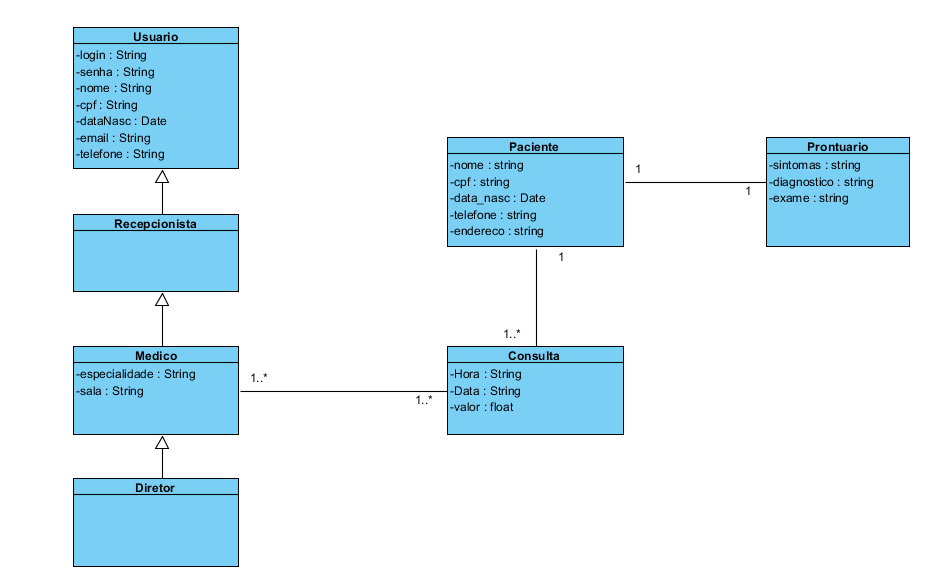 Usuario
-login : String
-senha : String
-nome : String
-cpf : String
-dataNasc : Date
-email : String
-telefone : String
Recepcionista
Medico
-especialidade : String
-sala : String
Diretor
1..*
1..*
Paciente
-nome : string
-cpf : string
-data_nasc : Date
-telefone : string
-endereco : string
1
1
Prontuario
-sintomas : string
-diagnostico : string
-exame : string
1
1..*
Consulta
-Hora : String
-Data : String
-valor : float